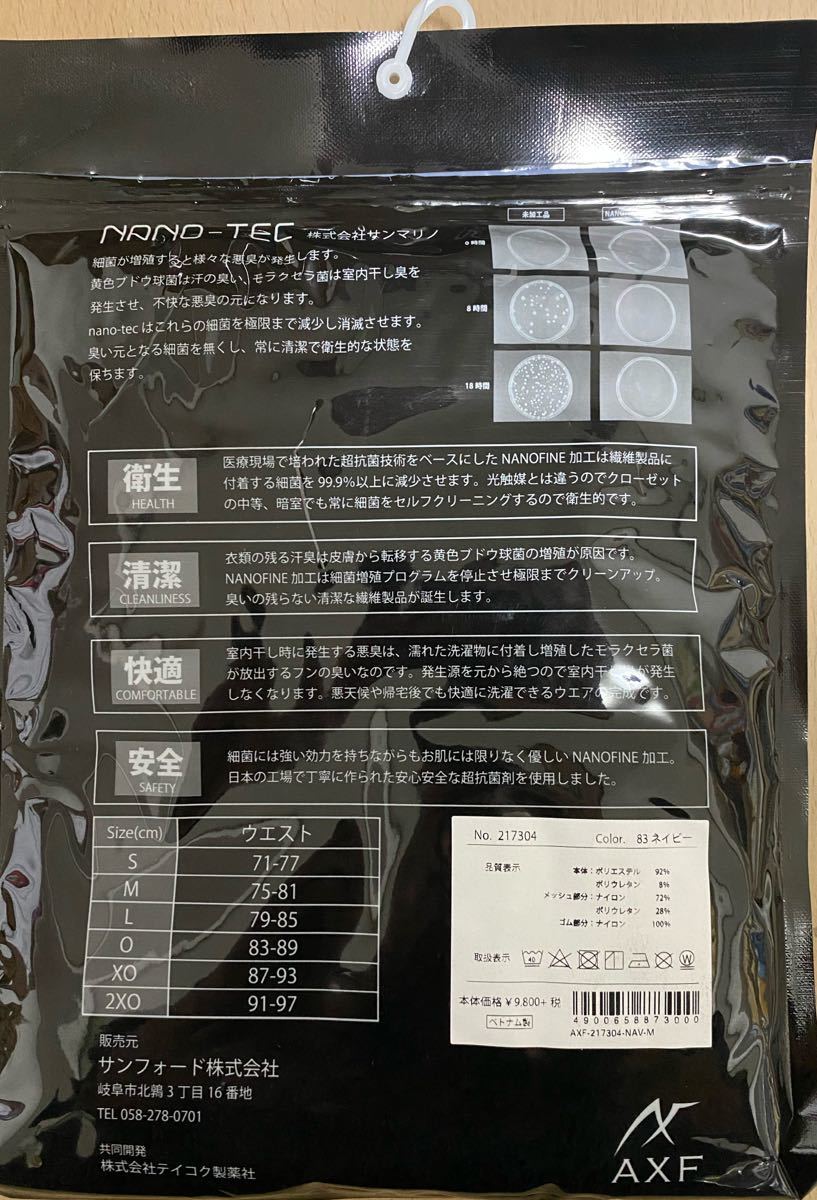 未加工品
NANO-TEC 株式会社サンマリノ
細菌が増殖すると様々な悪臭が発生します。
黄色ブドウ球菌は汗の臭い、モラクセラ菌は室内干し臭を
発生させ、不快な悪臭の元になります。
nano-tec はこれらの細菌を極限まで減少し消滅させます。
臭い元となる細菌を無くし、常に清潔で衛生的な状態を
保ちます。
0時間
8時間
18時間
衛生
HEALTH
医療現場で培われた超抗菌技術をベースにした NANOFINE 加工は繊維製品に
付着する細菌を 99.9%以上に減少させます。光触媒とは違うのでクローゼット
の中等、暗室でも常に細菌をセルフクリーニングするので衛生的です。
清潔
CLEANLINESS
衣類の残る汗臭は皮膚から転移する黄色ブドウ球菌の増殖が原因です。
NANOFINE 加工は細菌増殖プログラムを停止させ極限までクリーンアップ。
臭いの残らない清潔な繊維製品が誕生します。
快適
COMFORTABLE
室内干し時に発生する悪臭は、濡れた洗濯物に付着し増殖したモラクセラ菌
が放出するフンの臭いなのです。発生源を元から絶つので室内干 が発生
しなくなります。悪天候や帰宅後でも快適に洗濯できるウエアの完成です。
安全
SAFETY
細菌には強い効力を持ちながらもお肌には限りなく優しい NANOFINE 加工。
日本の工場で丁寧に作られた安心安全な超抗菌剤を使用しました。
Size(cm) ウエスト
S 71-77
M 75-81
L 79-85
O 83-89
XO 87-93
2XO 91-97
No. 217304 Color. 83 ネイビー
品質表示 本体：ポリエステル 92%
ポリウレタン 8%
メッシュ部分：ナイロン 72%
ポリウレタン 28%
ゴム部分：ナイロン 100%
取扱表示 40 W
本体価格 ¥9,800+ 税
ベトナム製
4900658873000
AXF-217304-NAV-M
販売元
サンフォード株式会社
岐阜市北鶉3丁目16番地
TEL 058-278-0701
共同開発
株式会社テイコク製薬社
AXF